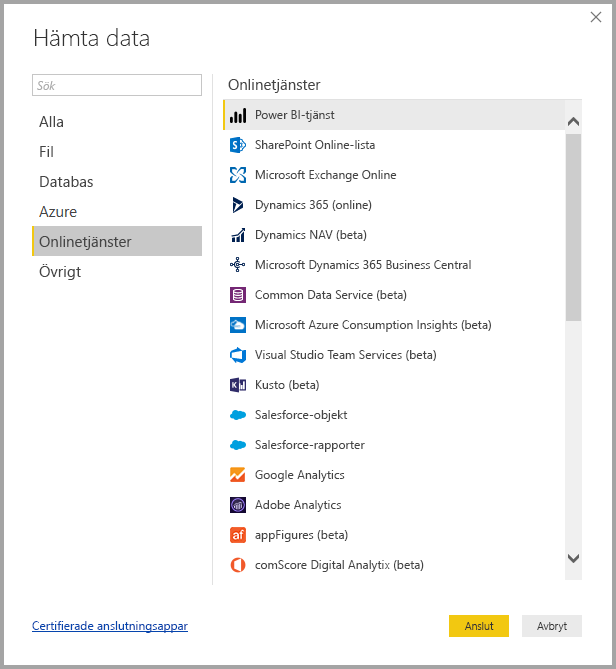 Hämta data
Sök
Alla
Fil
Databas
Azure
Onlinetjänster
Övrigt
Onlinetjänster
Power BI-tjänst
SharePoint Online-lista
Microsoft Exchange Online
Dynamics 365 (online)
Dynamics NAV (beta)
Microsoft Dynamics 365 Business Central
Common Data Service (beta)
Microsoft Azure Consumption Insights (beta)
Visual Studio Team Services (beta)
Kusto (beta)
Salesforce-objekt
Salesforce-rapporter
Google Analytics
Adobe Analytics
appFigures (beta)
comScore Digital Analytix (beta)
Certifierade anslutningsappar
Anslut
Avbryt